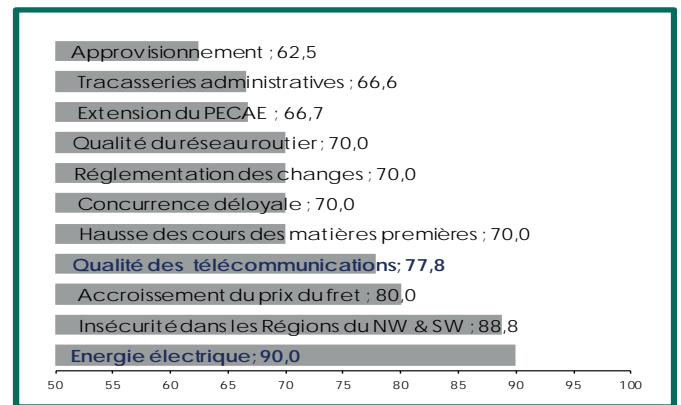 Approvisionnement ; 62,5
Tracasseries administratives ; 66,6
Extension du PECAE ; 66,7
Qualité du réseau routier ; 70,0
Réglementation des changes ; 70,0
Concurrence déloyale ; 70,0
Hausse des cours des matières premières ; 70,0
Qualité des télécommunications; 77,8
Accroissement du prix du fret ; 80,0
Insécurité dans les Régions du NW & SW ; 88,8
Energie électrique; 90,0
50 55 60 65 70 75 80 85 90 95 100